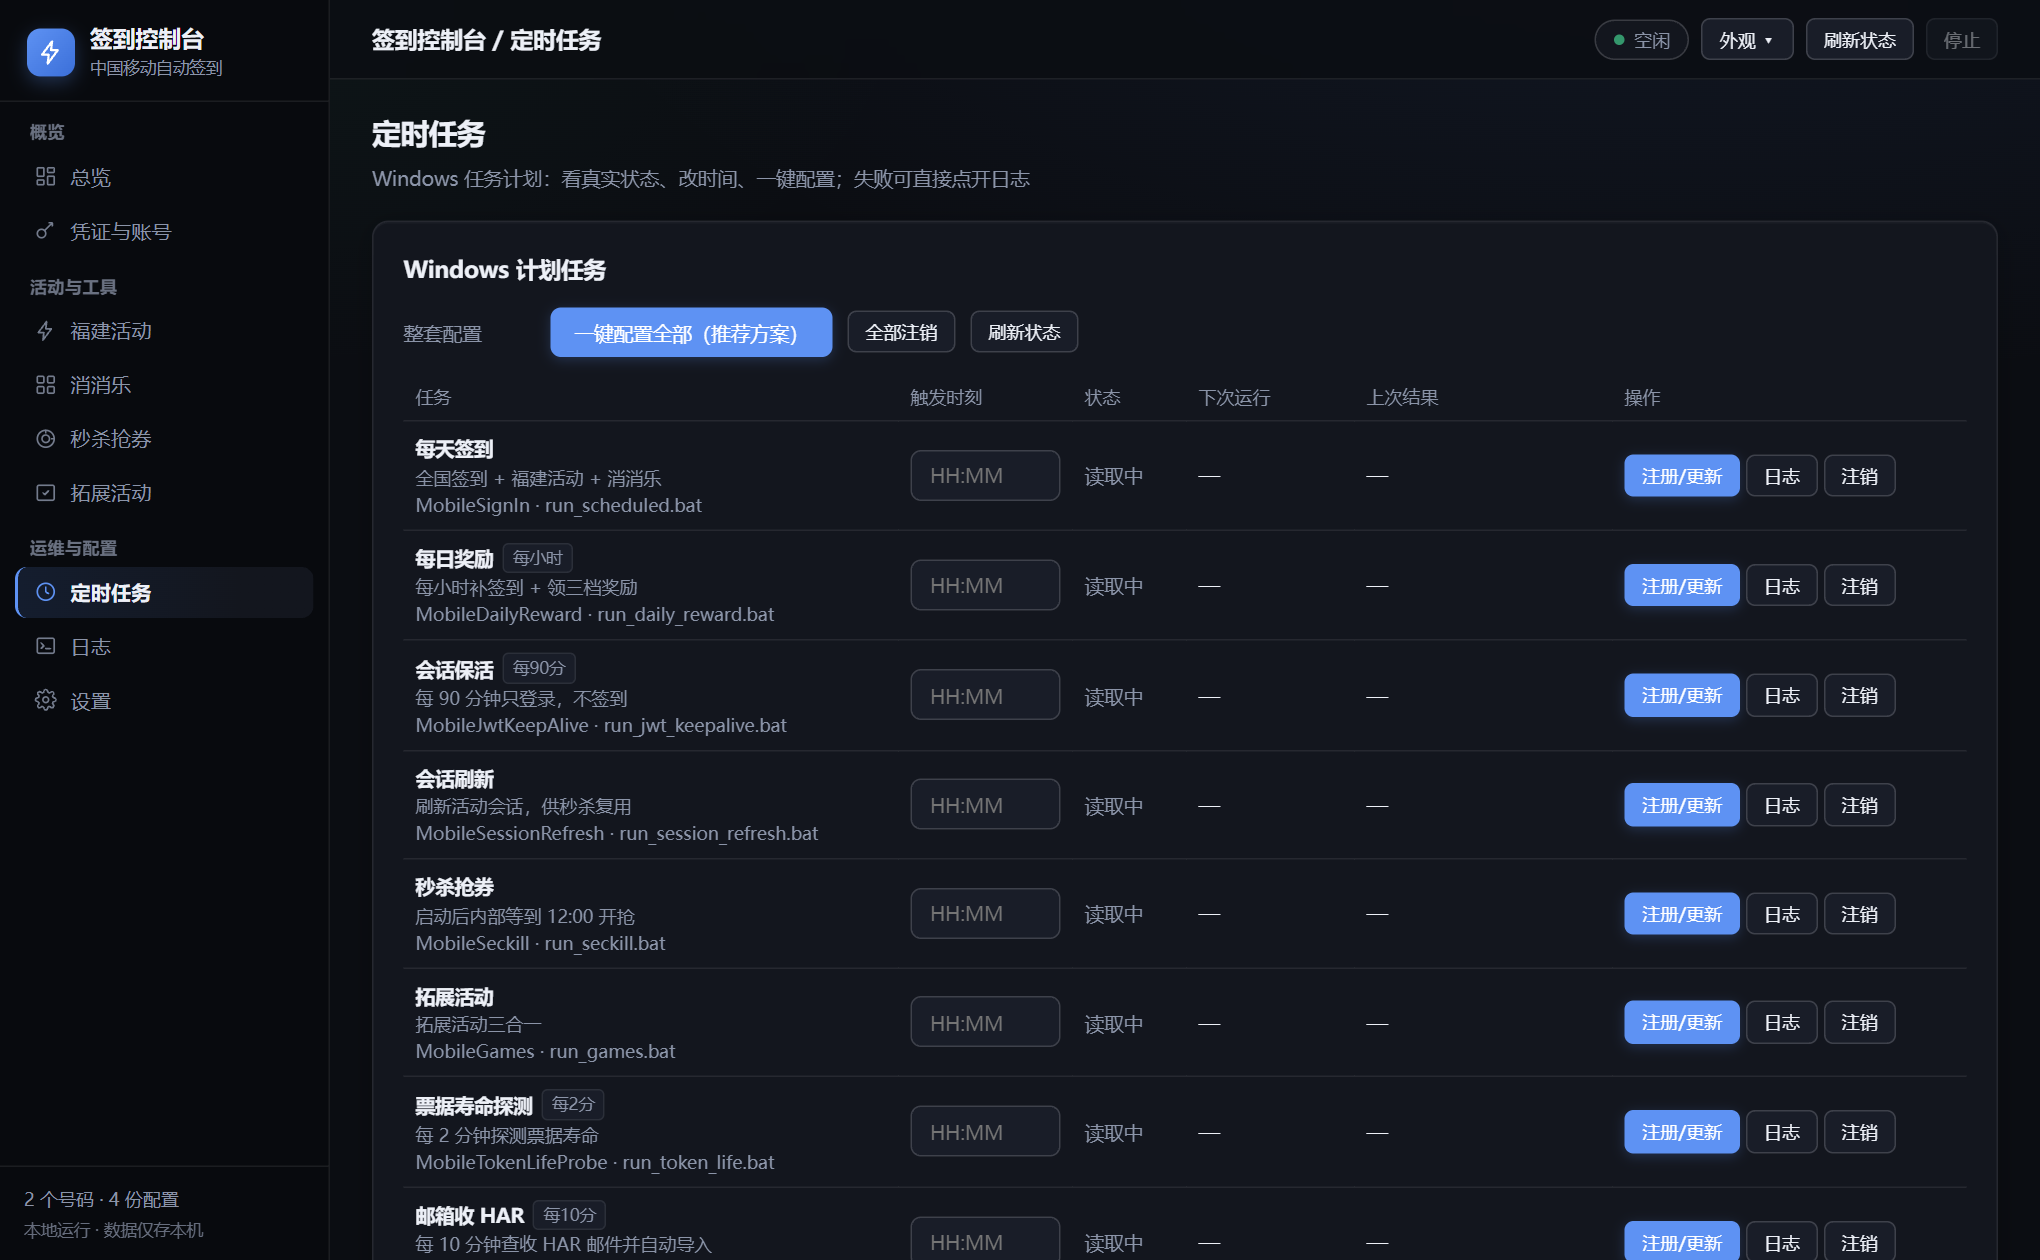 签到控制台
中国移动自动签到
概览
总览
凭证与账号
活动与工具
福建活动
消消乐
秒杀抢券
拓展活动
运维与配置
定时任务
日志
设置
2 个号码 · 4 份配置
本地运行 · 数据仅存本机
签到控制台 / 定时任务
空闲
外观 ▾
刷新状态
停止
定时任务
Windows 任务计划：看真实状态、改时间、一键配置；失败可直接点开日志
Windows 计划任务
整套配置
一键配置全部（推荐方案）
全部注销
刷新状态
任务 触发时刻 状态 下次运行 上次结果 操作
每天签到
全国签到 + 福建活动 + 消消乐
MobileSignIn · run_scheduled.bat
HH:MM 读取中 — — 注册/更新 日志 注销
每日奖励 每小时
每小时补签到 + 领三档奖励
MobileDailyReward · run_daily_reward.bat
HH:MM 读取中 — — 注册/更新 日志 注销
会话保活 每90分
每 90 分钟只登录，不签到
MobileJwtKeepAlive · run_jwt_keepalive.bat
HH:MM 读取中 — — 注册/更新 日志 注销
会话刷新
刷新活动会话，供秒杀复用
MobileSessionRefresh · run_session_refresh.bat
HH:MM 读取中 — — 注册/更新 日志 注销
秒杀抢券
启动后内部等到 12:00 开抢
MobileSeckill · run_seckill.bat
HH:MM 读取中 — — 注册/更新 日志 注销
拓展活动
拓展活动三合一
MobileGames · run_games.bat
HH:MM 读取中 — — 注册/更新 日志 注销
票据寿命探测 每2分
每 2 分钟探测票据寿命
MobileTokenLifeProbe · run_token_life.bat
HH:MM 读取中 — — 注册/更新 日志 注销
邮箱收 HAR 每10分
每 10 分钟查收 HAR 邮件并自动导入
HH:MM 读取中 — — 注册/更新 日志 注销